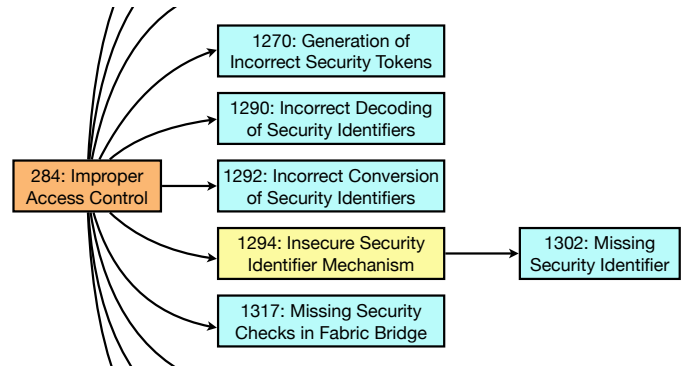 1270: Generation of
Incorrect Security Tokens
1290: Incorrect Decoding
of Security Identifiers
284: Improper
Access Control
1292: Incorrect Conversion
of Security Identifiers
1294: Insecure Security
Identifier Mechanism
1302: Missing
Security Identifier
1317: Missing Security
Checks in Fabric Bridge